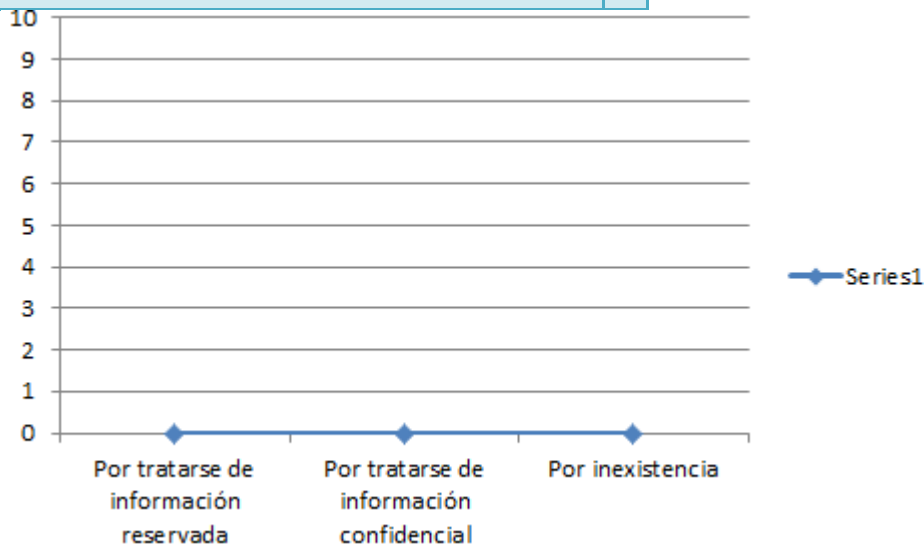 10
9
8
7
6
5
4
3
2
1
0
Por tratarse de
información
reservada
Por tratarse de
información
confidencial
Por inexistencia
Series1